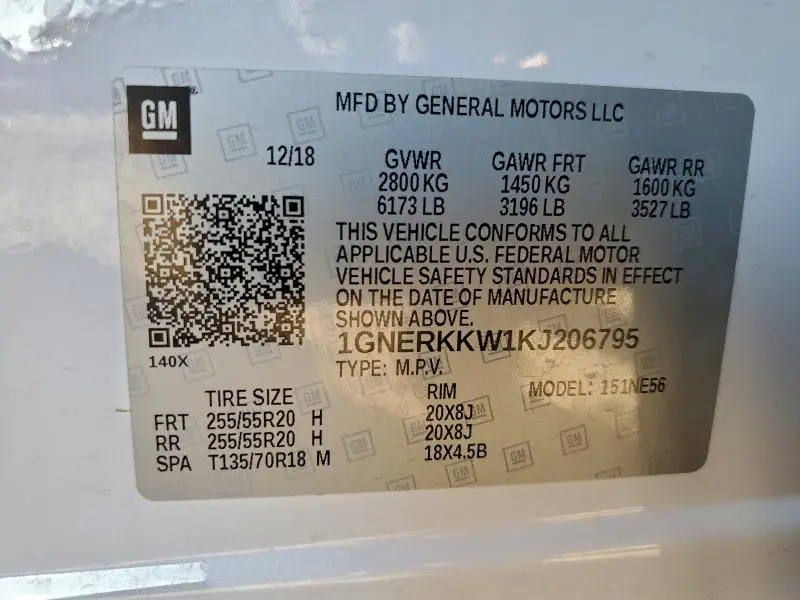 GM
MFD BY GENERAL MOTORS LLC
12/18
GVWR GAWR FRT GAWR RR
2800 KG 1450 KG 1600 KG
6173 LB 3196 LB 3527 LB
THIS VEHICLE CONFORMS TO ALL
APPLICABLE U.S. FEDERAL MOTOR
VEHICLE SAFETY STANDARDS IN EFFECT
ON THE DATE OF MANUFACTURE
SHOWN ABOVE.
1GNERKKW1KJ206795
140X
TYPE: M.P.V. MODEL: 151NE56
TIRE SIZE RIM
FRT 255/55R20 H 20X8J
RR 255/55R20 H 20X8J
SPA T135/70R18 M 18X4.5B